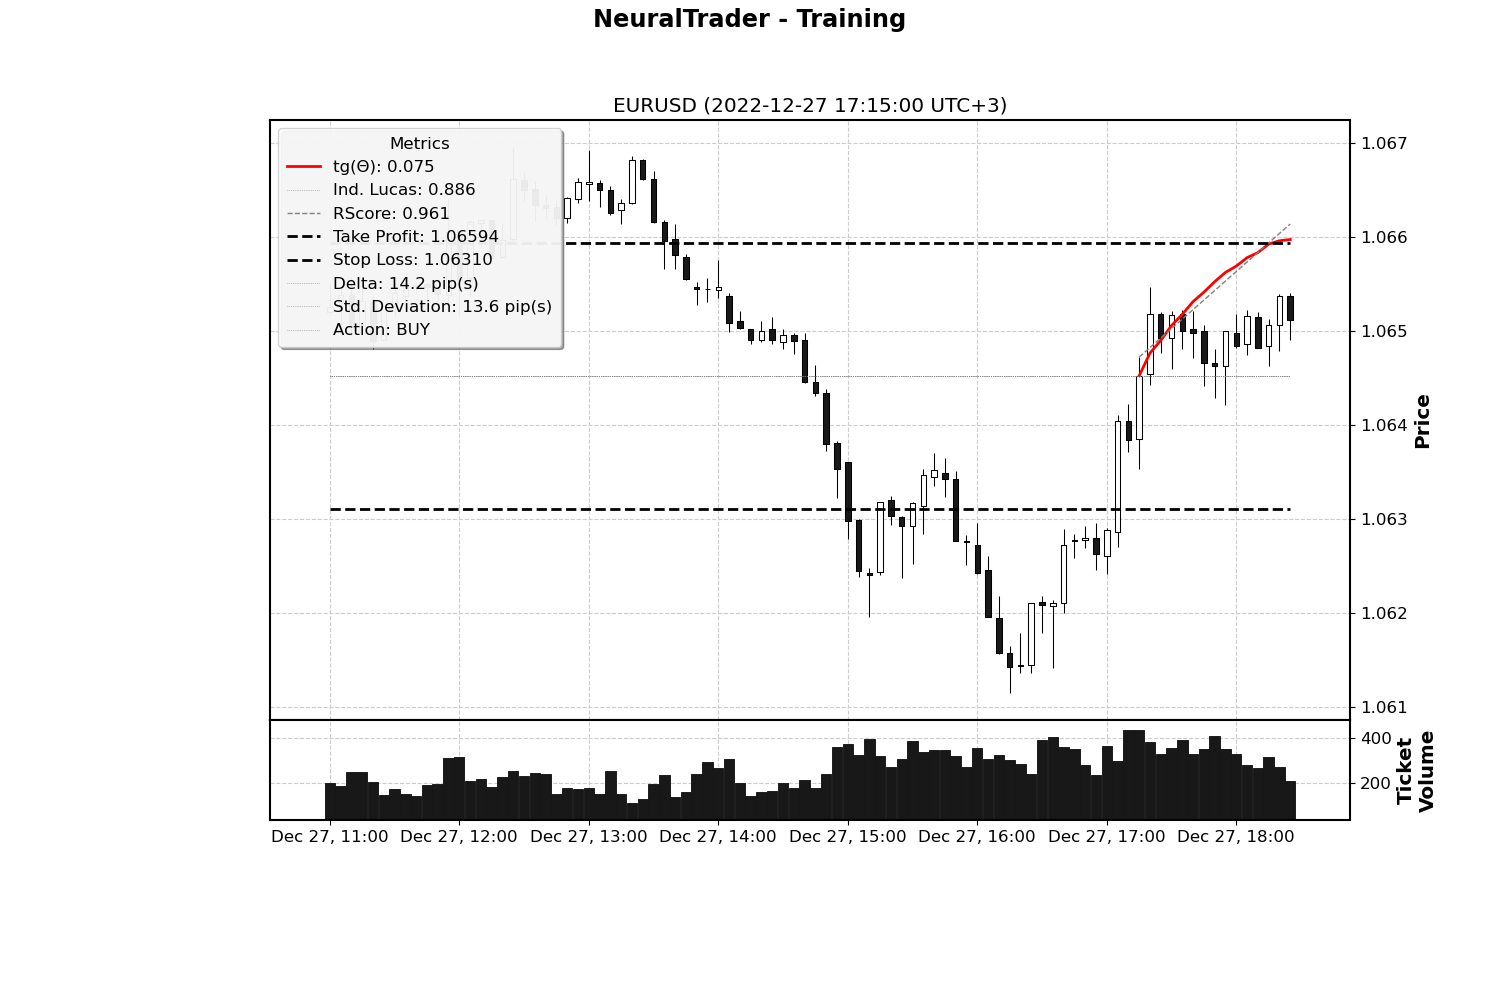 NeuralTrader - Training
EURUSD (2022-12-27 17:15:00 UTC+3)
Metrics
tg(Θ): 0.075
Ind. Lucas: 0.886
RScore: 0.961
Take Profit: 1.06594
Stop Loss: 1.06310
Delta: 14.2 pip(s)
Std. Deviation: 13.6 pip(s)
Action: BUY
1.067
1.066
1.065
1.064
1.063
1.062
1.061
Price
400
200
Ticket
Volume
Dec 27, 11:00 Dec 27, 12:00 Dec 27, 13:00 Dec 27, 14:00 Dec 27, 15:00 Dec 27, 16:00 Dec 27, 17:00 Dec 27, 18:00